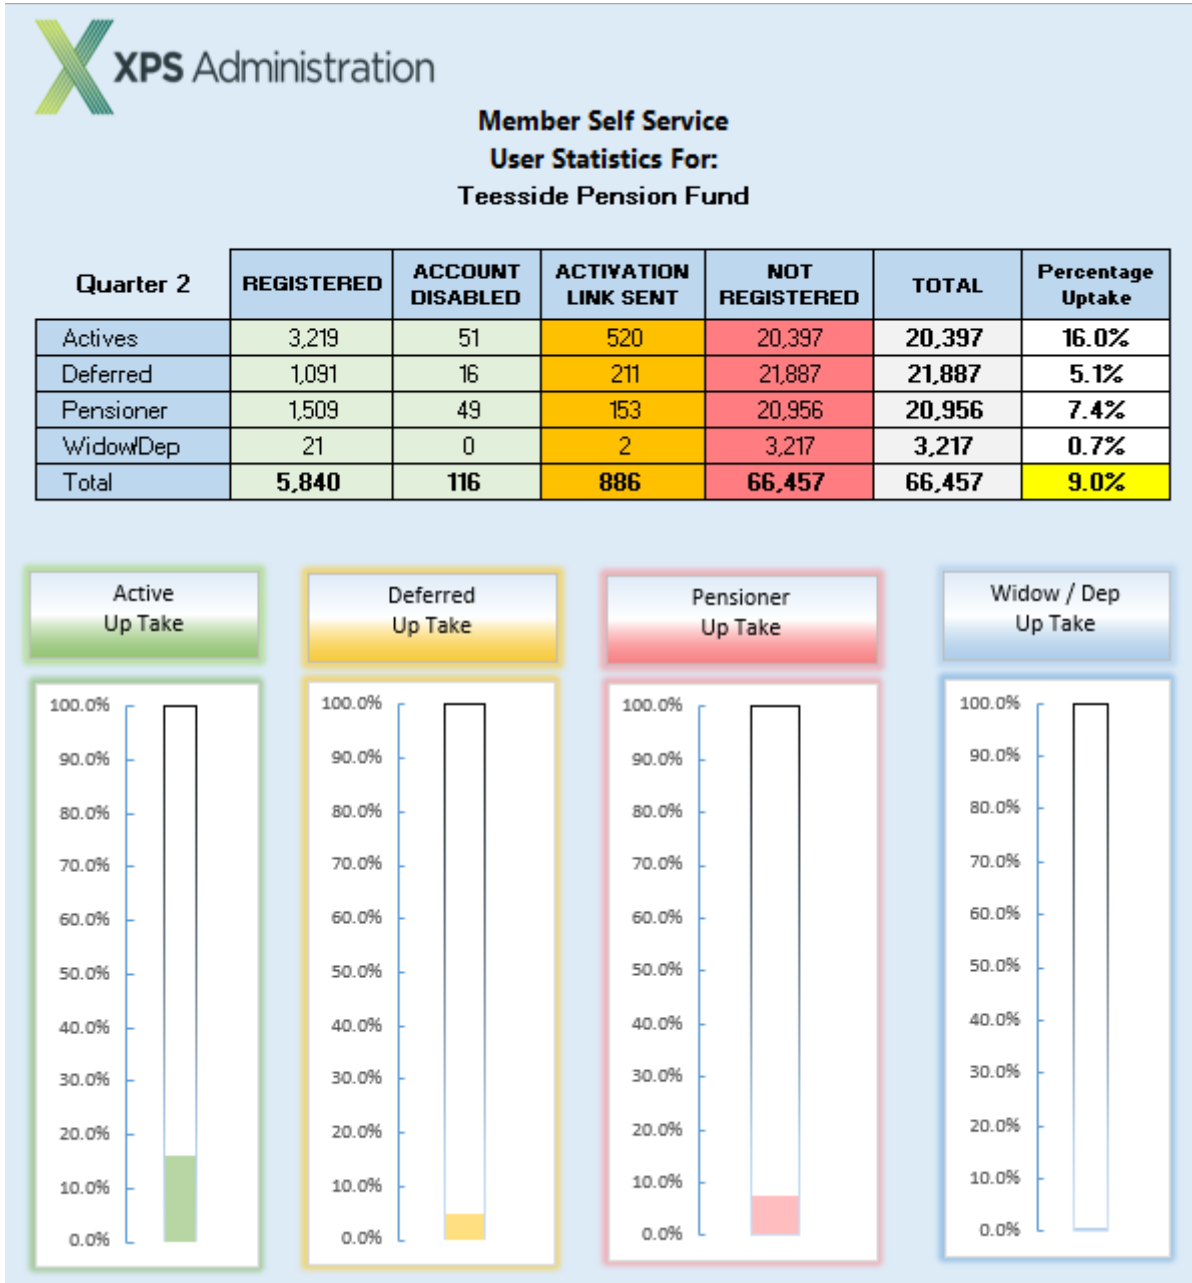 XPS Administration
Member Self Service
User Statistics For:
Teesside Pension Fund
Quarter 2 REGISTERED ACCOUNT DISABLED ACTIVATION LINK SENT NOT REGISTERED TOTAL Percentage Uptake
Actives 3,219 51 520 20,397 20,397 16.0%
Deferred 1,091 16 211 21,887 21,887 5.1%
Pensioner 1,509 49 153 20,956 20,956 7.4%
Widow/Dep 21 0 2 3,217 3,217 0.7%
Total 5,840 116 886 66,457 66,457 9.0%
Active
Up Take
Deferred
Up Take
Pensioner
Up Take
Widow / Dep
Up Take
100.0%
90.0%
80.0%
70.0%
60.0%
50.0%
40.0%
30.0%
20.0%
10.0%
0.0%
100.0%
90.0%
80.0%
70.0%
60.0%
50.0%
40.0%
30.0%
20.0%
10.0%
0.0%
100.0%
90.0%
80.0%
70.0%
60.0%
50.0%
40.0%
30.0%
20.0%
10.0%
0.0%
100.0%
90.0%
80.0%
70.0%
60.0%
50.0%
40.0%
30.0%
20.0%
10.0%
0.0%